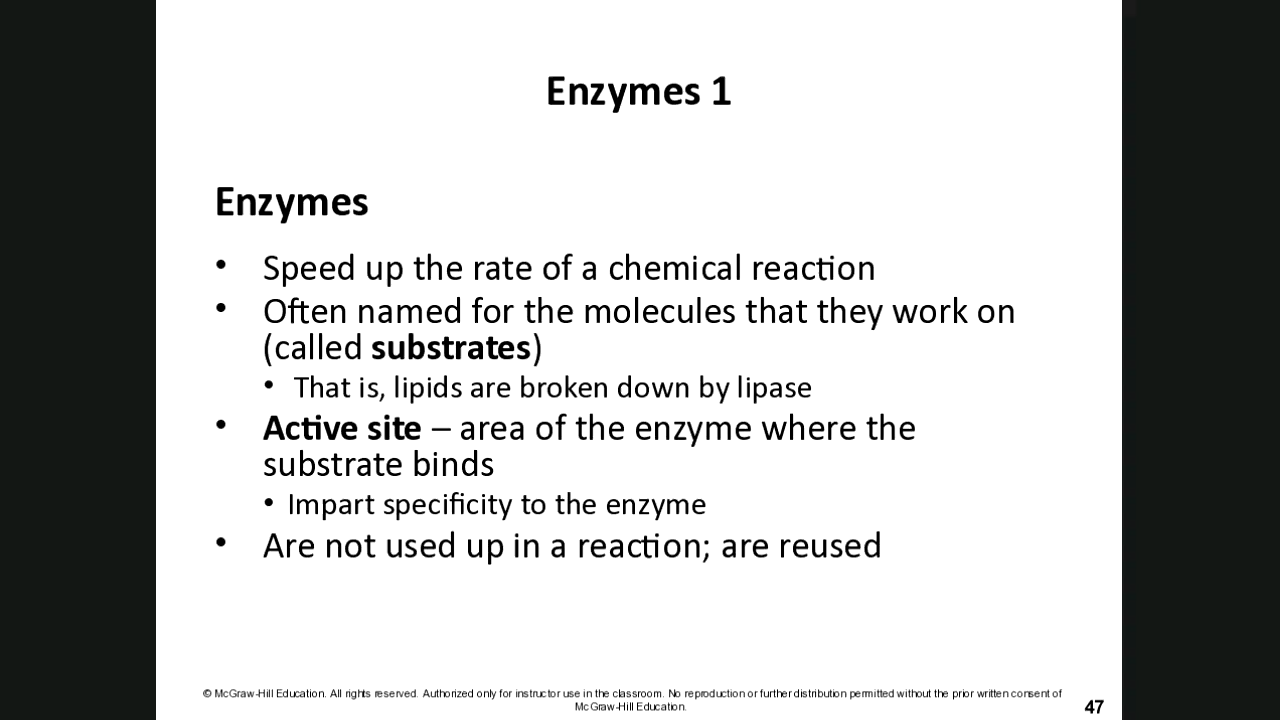 Enzymes 1
Enzymes
• Speed up the rate of a chemical reaction
• Often named for the molecules that they work on
(called substrates)
• That is, lipids are broken down by lipase
• Active site – area of the enzyme where the
substrate binds
• Impart specificity to the enzyme
• Are not used up in a reaction; are reused
© McGraw-Hill Education. All rights reserved. Authorized only for instructor use in the classroom. No reproduction or further distribution permitted without the prior written consent of
McGraw-Hill Education.
47